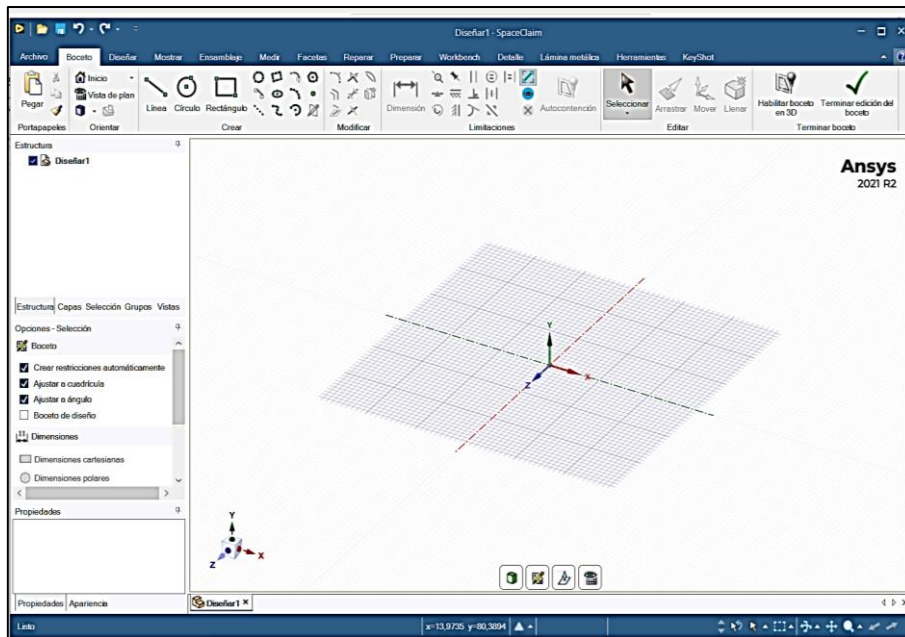 Diseñar1 - SpaceClaim
Archivo Boceto Diseñar Mostrar Ensamblaje Medir Facetas Reparar Preparar Workbench Detalle Lámina metálica Herramientas KeyShot
Pegar
Inicio
Vista de plan
Línea Círculo Rectángulo
Dimensión
Autocontención
Seleccionar Arrastrar Mover Llenar
Habilitar boceto en 3D
Terminar edición del boceto
Portapapeles Orientar Crear Modificar Limitaciones Editar Terminar boceto
Estructura
Diseñar1
Ansys
2021 R2
Estructura Capas Selección Grupos Vistas
Opciones - Selección
Boceto
Crear restricciones automáticamente
Ajustar a cuadrícula
Ajustar a ángulo
Boceto de diseño
Dimensiones
Dimensiones cartesianas
Dimensiones polares
Y
X
Z
Propiedades
Y
X
Z
Propiedades Apariencia
Diseñar1
Listo
x=13,9735 y=80,3894